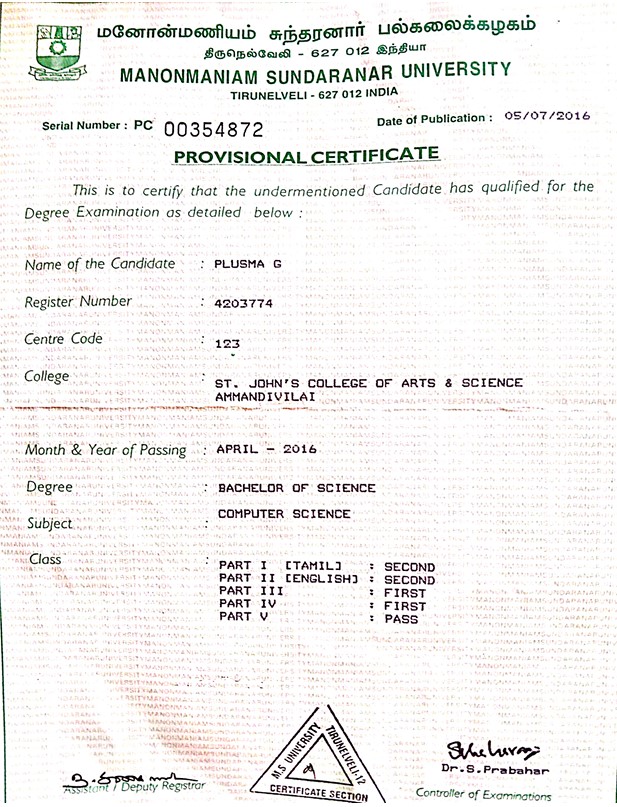 மனோன்மணியம் சுந்தரனார் பல்கலைக்கழகம்
திருநெல்வேலி - 627 012 இந்தியா
MANONMANIAM SUNDARANAR UNIVERSITY
TIRUNELVELI - 627 012 INDIA
Serial Number : PC 00354872 Date of Publication : 05/07/2016
PROVISIONAL CERTIFICATE
This is to certify that the undermentioned Candidate has qualified for the
Degree Examination as detailed below :
Name of the Candidate : PLUSMA G
Register Number : 4203774
Centre Code : 123
College : ST. JOHN'S COLLEGE OF ARTS & SCIENCE
AMMANDIVILAI
Month & Year of Passing : APRIL - 2016
Degree : BACHELOR OF SCIENCE
Subject : COMPUTER SCIENCE
Class :
PART I [TAMIL] : SECOND
PART II [ENGLISH] : SECOND
PART III : FIRST
PART IV : FIRST
PART V : PASS
M.S UNIVERSITY TIRUNELVELI-12
CERTIFICATE SECTION
Dr.S.Prabahar
Assistant / Deputy Registrar
Controller of Examinations